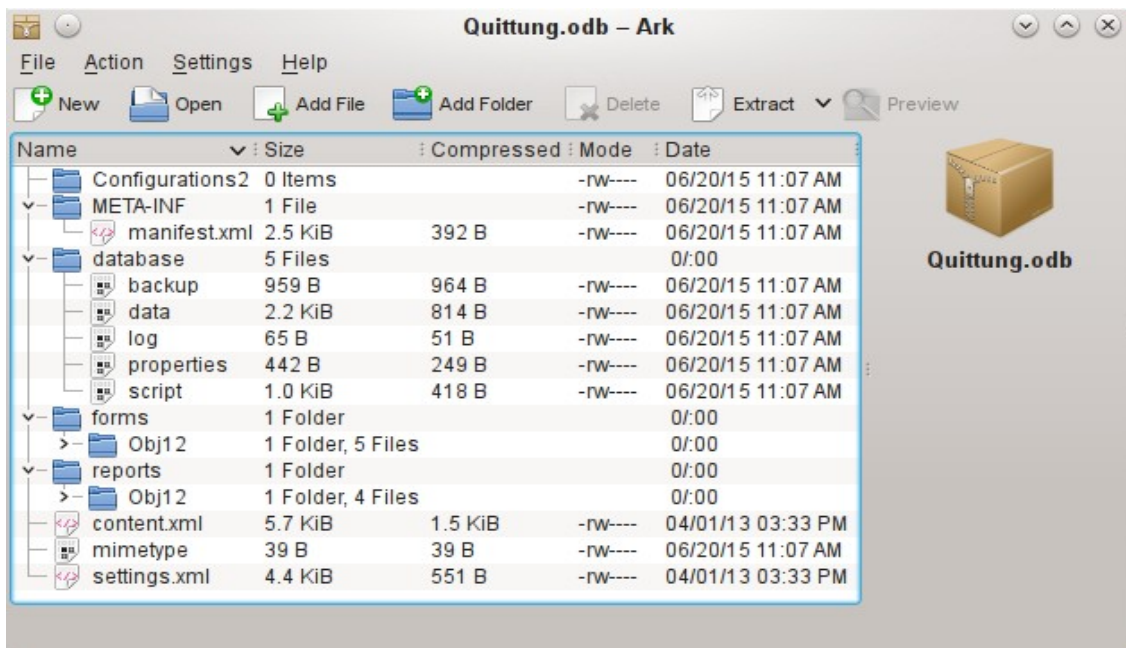 Quittung.odb – Ark
File Action Settings Help
New Open Add File Add Folder Delete Extract Preview
Name Size Compressed Mode Date
Configurations2 0 Items -rw---- 06/20/15 11:07 AM
META-INF 1 File -rw---- 06/20/15 11:07 AM
manifest.xml 2.5 KiB 392 B -rw---- 06/20/15 11:07 AM
database 5 Files 0/:00
backup 959 B 964 B -rw---- 06/20/15 11:07 AM
data 2.2 KiB 814 B -rw---- 06/20/15 11:07 AM
log 65 B 51 B -rw---- 06/20/15 11:07 AM
properties 442 B 249 B -rw---- 06/20/15 11:07 AM
script 1.0 KiB 418 B -rw---- 06/20/15 11:07 AM
forms 1 Folder 0/:00
Obj12 1 Folder, 5 Files 0/:00
reports 1 Folder 0/:00
Obj12 1 Folder, 4 Files 0/:00
content.xml 5.7 KiB 1.5 KiB -rw---- 04/01/13 03:33 PM
mimetype 39 B 39 B -rw---- 06/20/15 11:07 AM
settings.xml 4.4 KiB 551 B -rw---- 04/01/13 03:33 PM
Quittung.odb